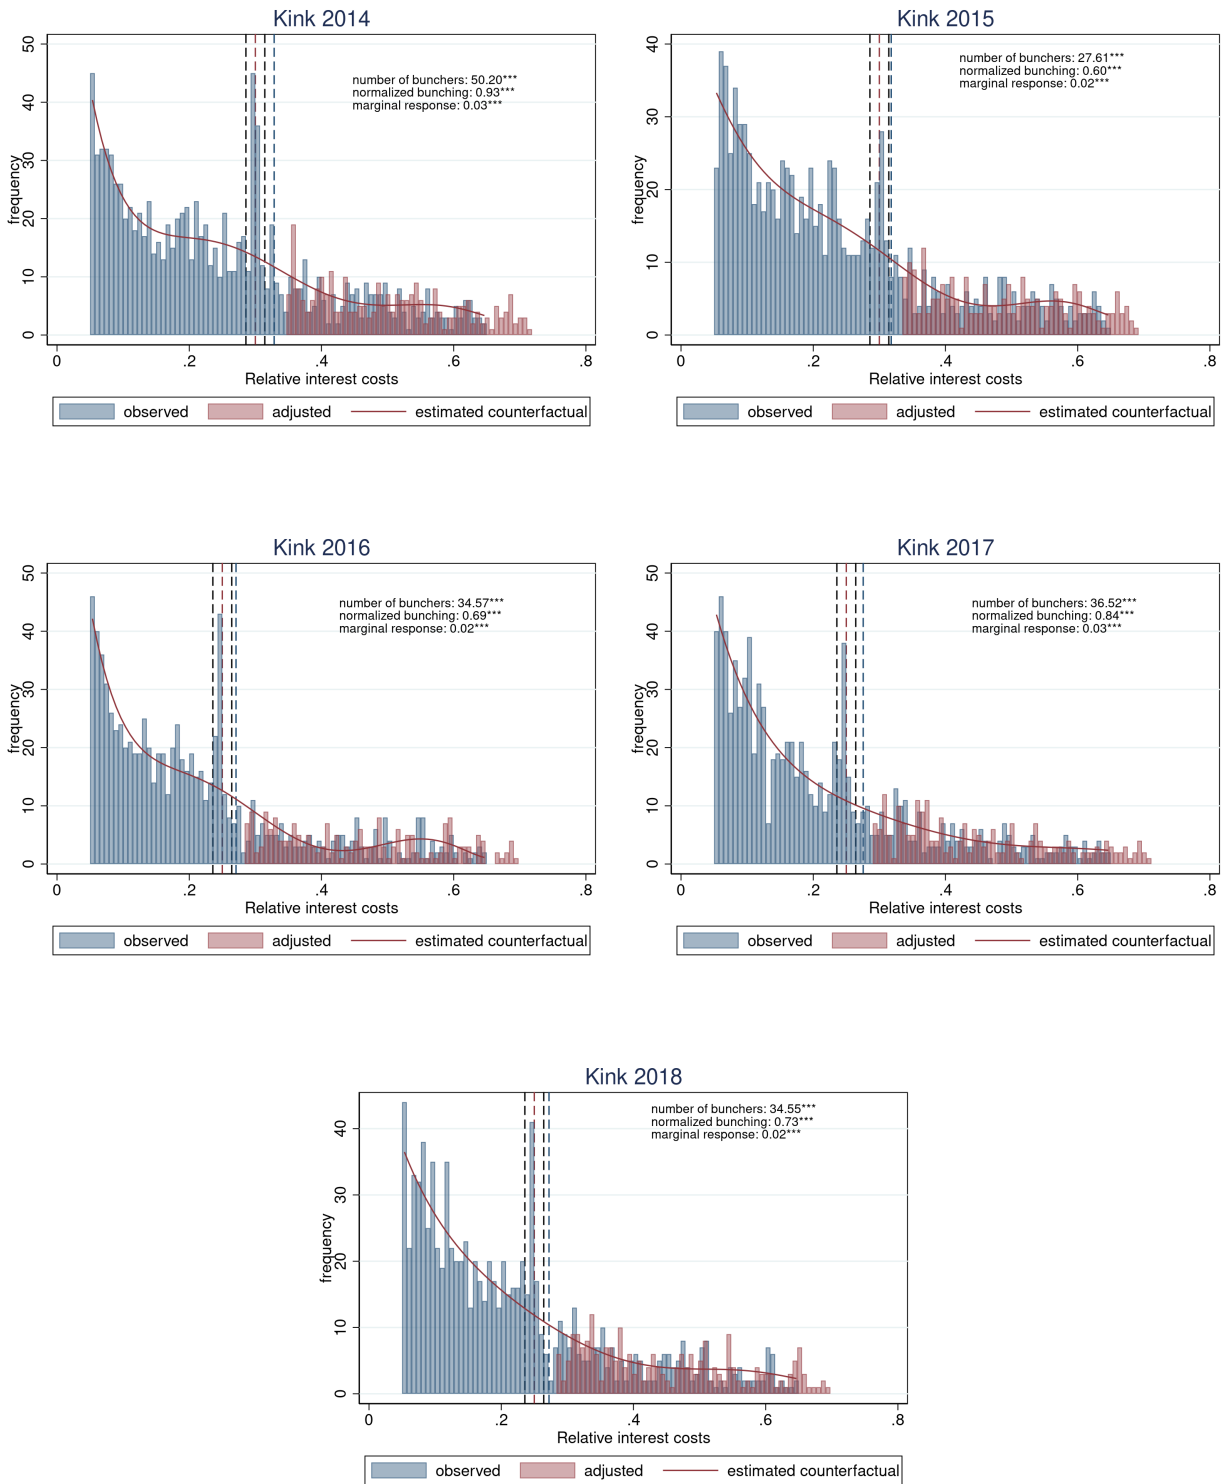 Kink 2014
50
40
30
20
10
0
frequency
number of bunchers: 50.20***
normalized bunching: 0.93***
marginal response: 0.03***
0 .2 .4 .6 .8
Relative interest costs
observed adjusted estimated counterfactual
Kink 2015
40
30
20
10
0
frequency
number of bunchers: 27.61***
normalized bunching: 0.60***
marginal response: 0.02***
0 .2 .4 .6 .8
Relative interest costs
observed adjusted estimated counterfactual
Kink 2016
50
40
30
20
10
0
frequency
number of bunchers: 34.57***
normalized bunching: 0.69***
marginal response: 0.02***
0 .2 .4 .6 .8
Relative interest costs
observed adjusted estimated counterfactual
Kink 2017
50
40
30
20
10
0
frequency
number of bunchers: 36.52***
normalized bunching: 0.84***
marginal response: 0.03***
0 .2 .4 .6 .8
Relative interest costs
observed adjusted estimated counterfactual
Kink 2018
40
30
20
10
0
frequency
number of bunchers: 34.55***
normalized bunching: 0.73***
marginal response: 0.02***
0 .2 .4 .6 .8
Relative interest costs
observed adjusted estimated counterfactual